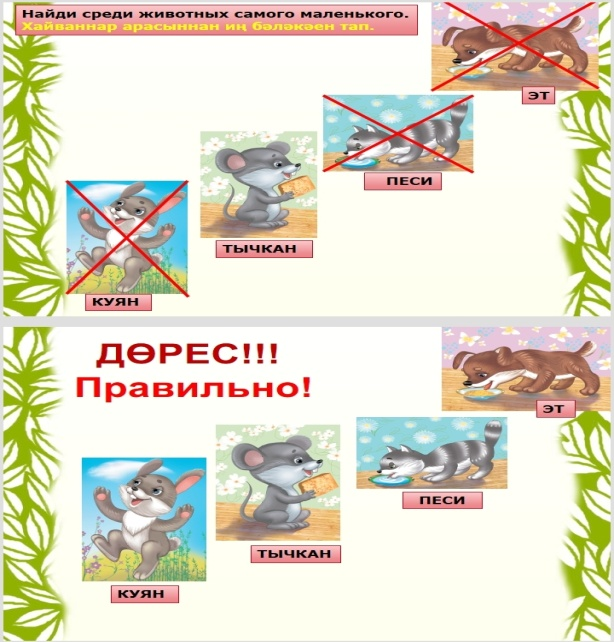 Найди среди животных самого маленького.
Хайваннар арасыннан иң бәләкәен тап.
ЭТ
ПЕСИ
ТЫЧКАН
КУЯН
ДӨРЕС!!!
Правильно!
ЭТ
ПЕСИ
ТЫЧКАН
КУЯН